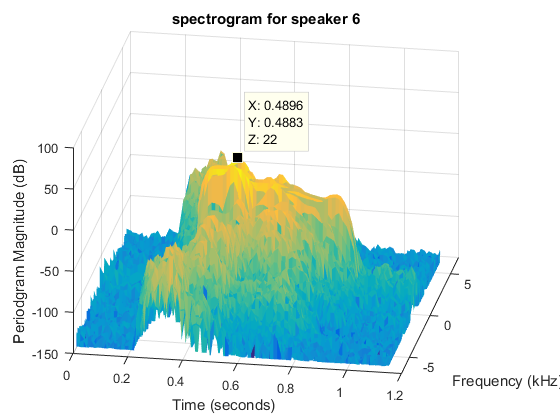 spectrogram for speaker 6
X: 0.4896
Y: 0.4883
Z: 22
100
50
0
-50
-100
-150
Periodgram Magnitude (dB)
0
0.2
0.4
0.6
0.8
1
1.2
Time (seconds)
5
0
-5
Frequency (kHz)